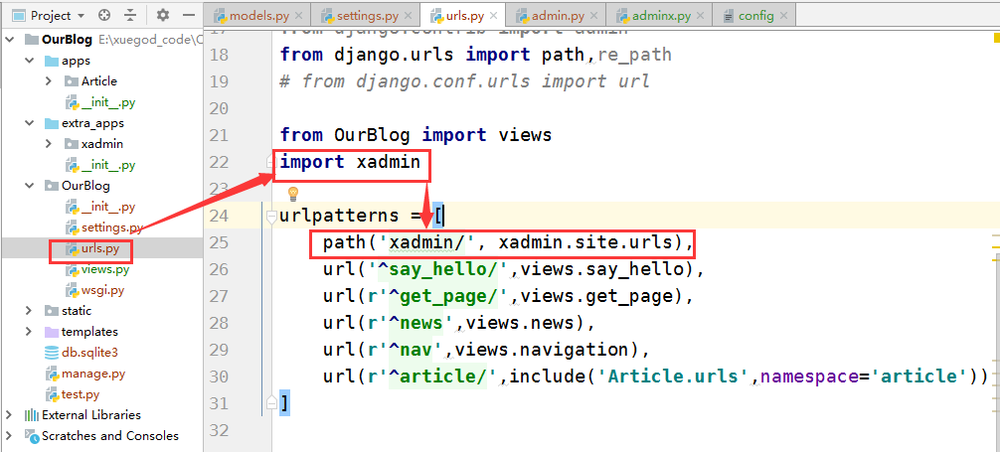 Project
models.py
settings.py
urls.py
admin.py
adminx.py
config
OurBlog E:\xuegod_code\O
apps
Article
__init__.py
extra_apps
xadmin
__init__.py
OurBlog
__init__.py
settings.py
urls.py
views.py
wsgi.py
static
templates
db.sqlite3
manage.py
test.py
External Libraries
Scratches and Consoles
17 from django.contrib import admin
18 from django.urls import path,re_path
19 # from django.conf.urls import url
20
21 from OurBlog import views
22 import xadmin
23
24 urlpatterns = [
25 path('xadmin/', xadmin.site.urls),
26 url('^say_hello/',views.say_hello),
27 url(r'^get_page/',views.get_page),
28 url(r'^news',views.news),
29 url(r'^nav',views.navigation),
30 url(r'^article/',include('Article.urls',namespace='article'))
31 ]
32